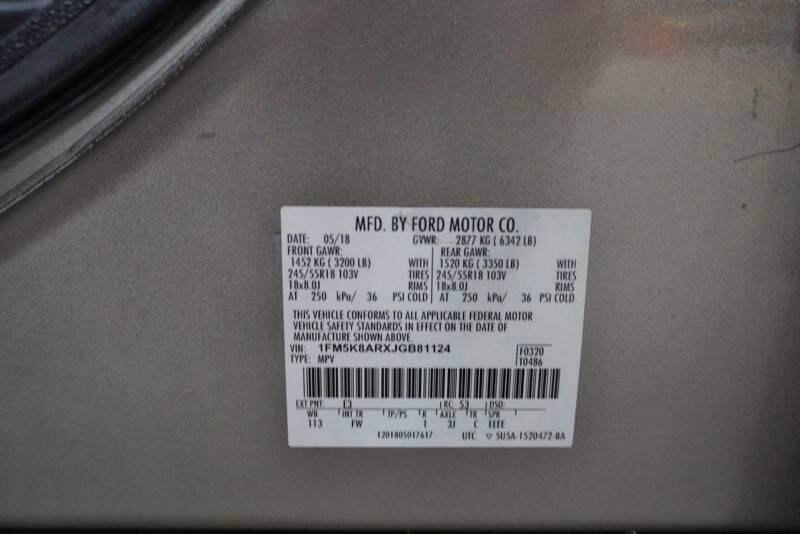 MFD. BY FORD MOTOR CO.
DATE: 05/18 GVWR: 2877 KG ( 6342 LB)
FRONT GAWR: REAR GAWR:
1452 KG ( 3200 LB) WITH 1520 KG ( 3350 LB) WITH
245/55R18 103V TIRES 245/55R18 103V TIRES
18x8.0J RIMS 18x8.0J RIMS
AT 250 kPa/ 36 PSI COLD AT 250 kPa/ 36 PSI COLD
THIS VEHICLE CONFORMS TO ALL APPLICABLE FEDERAL MOTOR
VEHICLE SAFETY STANDARDS IN EFFECT ON THE DATE OF
MANUFACTURE SHOWN ABOVE.
VIN: 1FM5K8ARXJGB81124 F0320
TYPE: MPV T0486
EXT PNT: E3 RC: 53 DSO:
WB INT TR TP/PS R AXLE TR SPR
113 FW 1 3J C EEEE
1201805017617 UTC ▽ 5U5A-1520472-BA